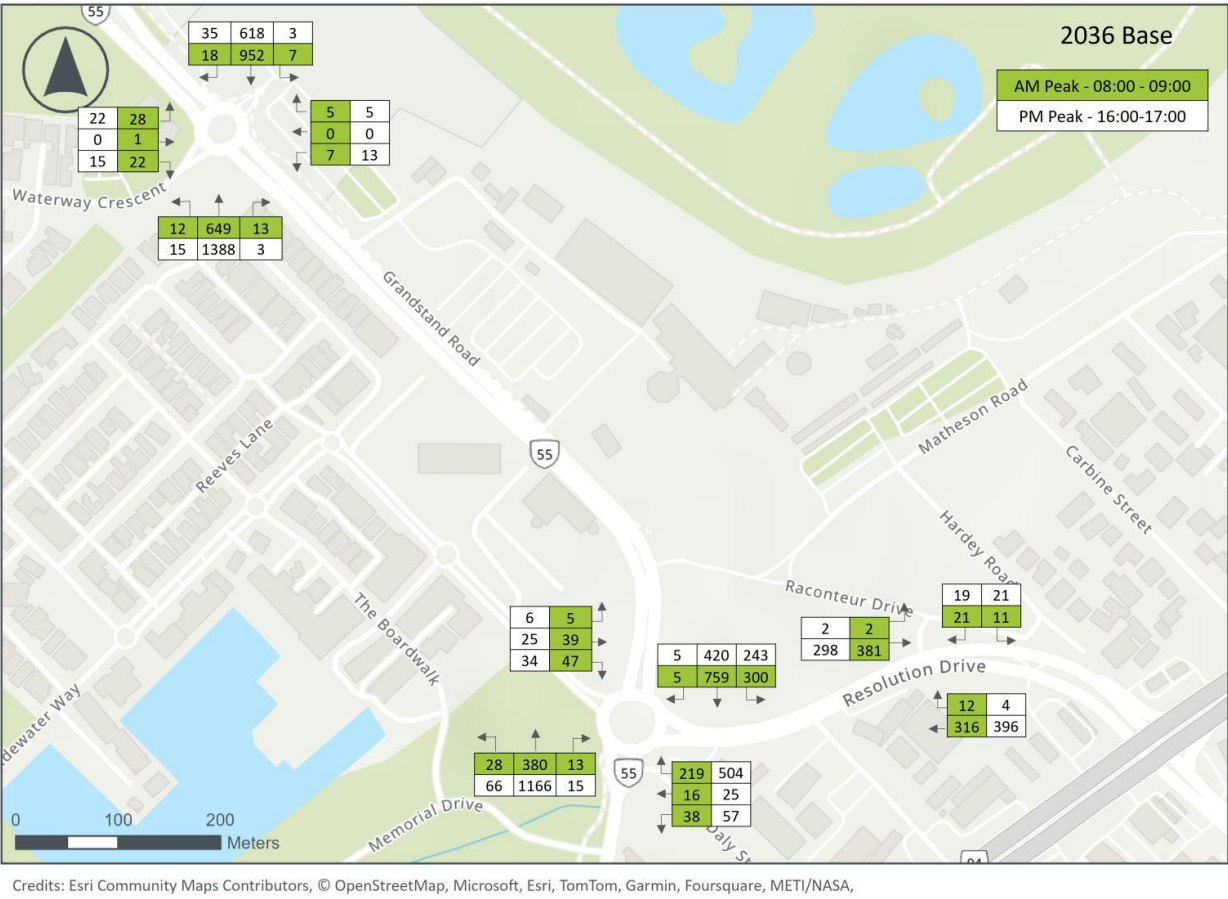 55
2036 Base
35 618 3
18 952 7
AM Peak - 08:00 - 09:00
PM Peak - 16:00-17:00
22 28
0 1
15 22
5 5
0 0
7 13
Waterway Crescent
12 649 13
15 1388 3
Grandstand Road
Matheson Road
Reeves Lane
55
Carbine Street
Hardey Road
Raconteur Drive
The Boardwalk
6 5
25 39
34 47
5 420 243
5 759 300
2 2
298 381
19 21
21 11
Resolution Drive
12 4
316 396
dewater Way
28 380 13
66 1166 15
55
219 504
16 25
38 57
Memorial Drive
Daly St
0 100 200
Meters
Credits: Esri Community Maps Contributors, © OpenStreetMap, Microsoft, Esri, TomTom, Garmin, Foursquare, METI/NASA,